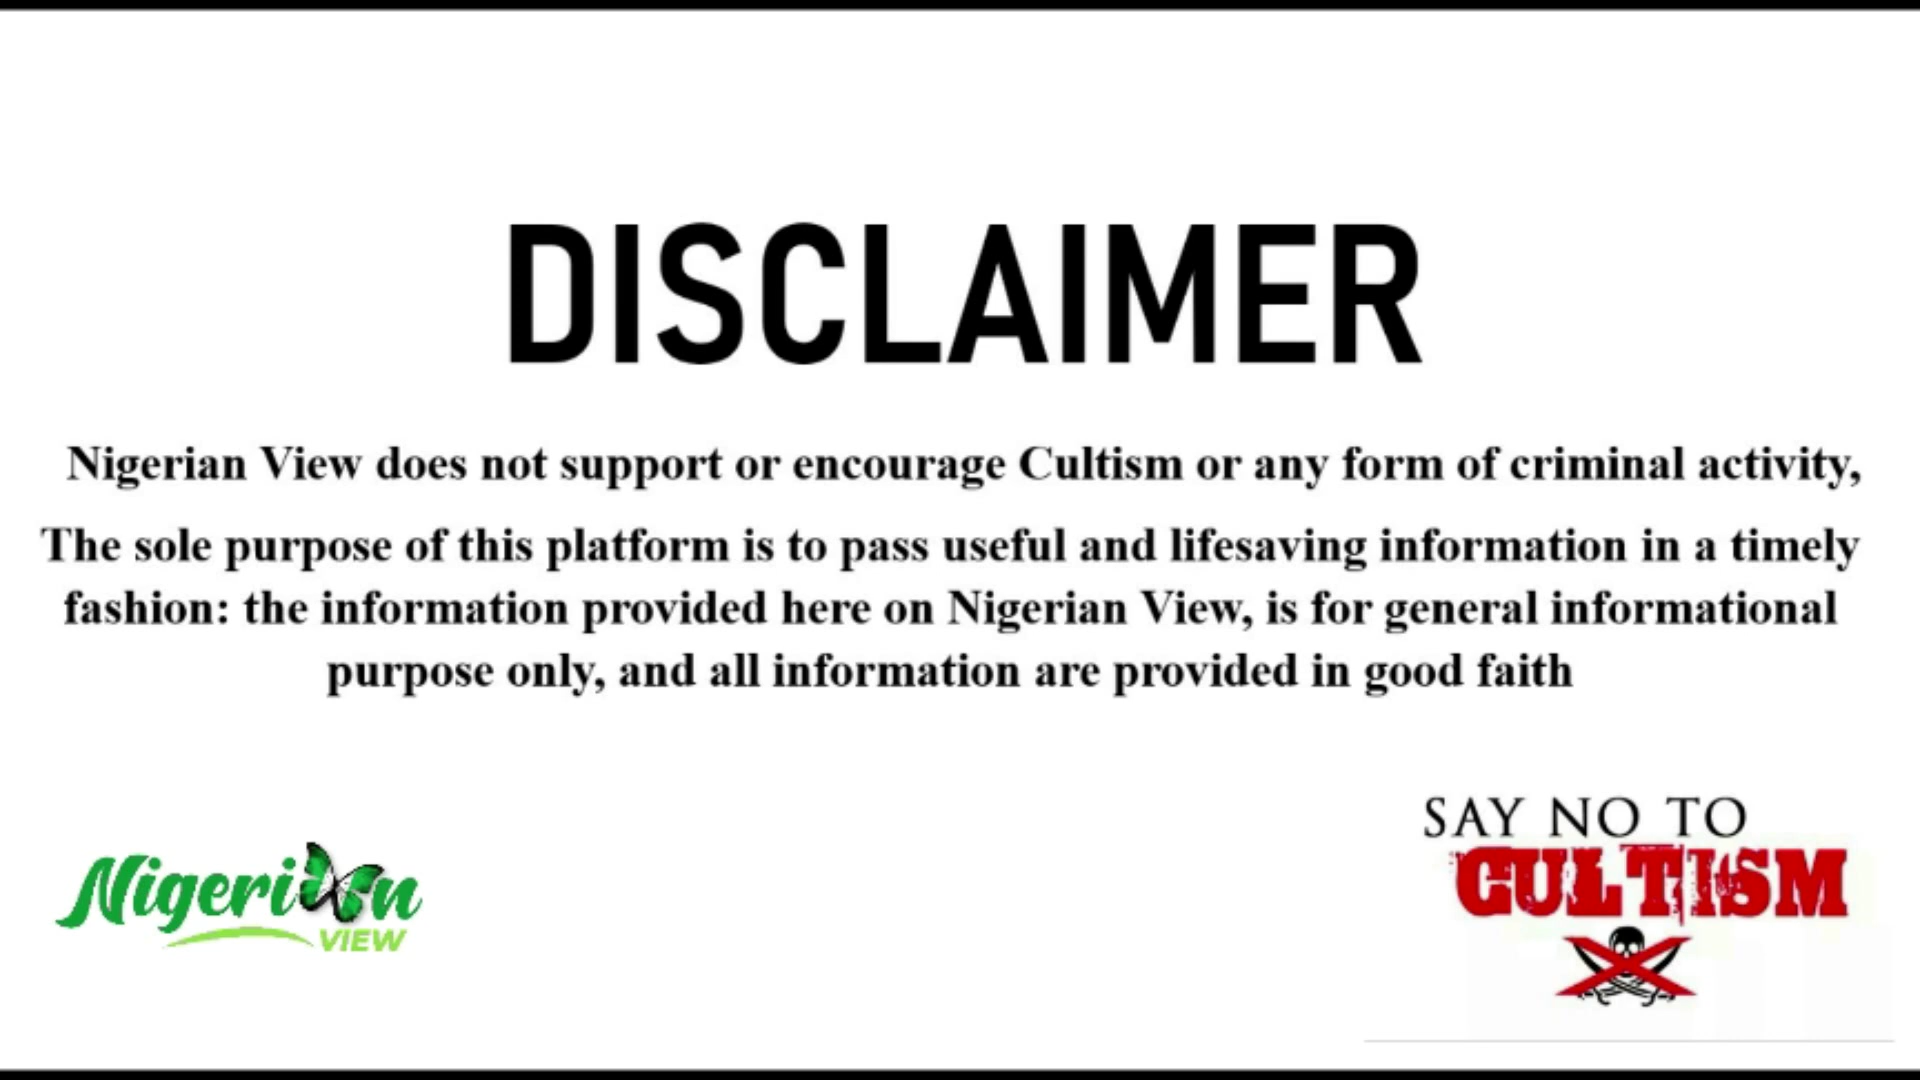 DISCLAIMER
Nigerian View does not support or encourage Cultism or any form of criminal activity,
The sole purpose of this platform is to pass useful and lifesaving information in a timely
fashion: the information provided here on Nigerian View, is for general informational
purpose only, and all information are provided in good faith
Nigerian
VIEW
SAY NO TO
CULTISM